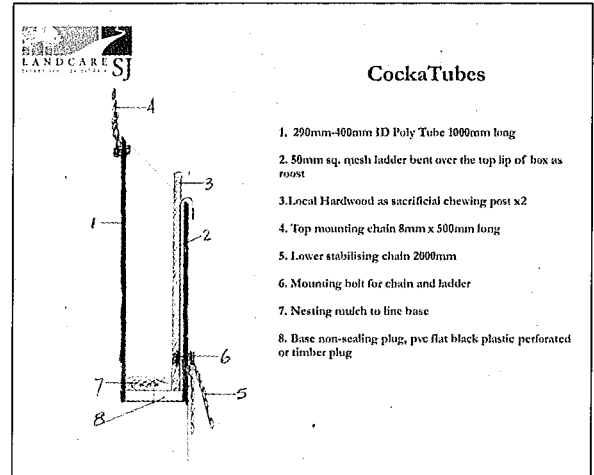 LANDCARE
SJ
CockaTubes
1. 290mm-400mm ID Poly Tube 1000mm long
2. 50mm sq. mesh ladder bent over the top lip of box as
roost
3.Local Hardwood as sacrificial chewing post x2
4. Top mounting chain 8mm x 500mm long
5. Lower stabilising chain 2000mm
6. Mounting bolt for chain and ladder
7. Nesting mulch to line base
8. Base non-sealing plug, pvc flat black plastic perforated
or timber plug
4
3
1
2
6
7
5
8